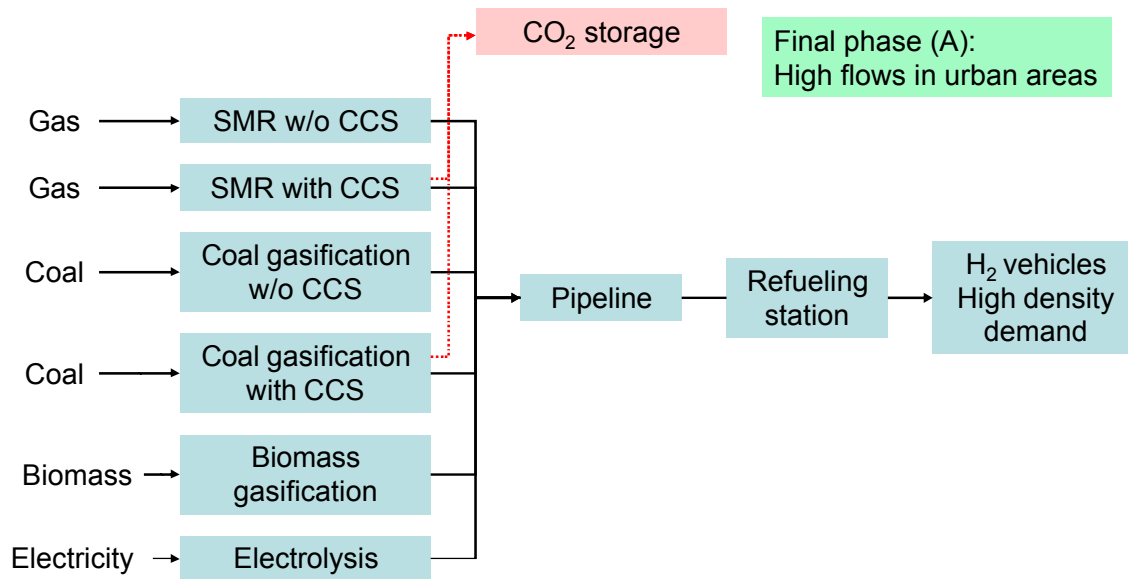 CO₂ storage
Final phase (A):
High flows in urban areas
Gas
SMR w/o CCS
Gas
SMR with CCS
Coal
Coal gasification
w/o CCS
Coal
Coal gasification
with CCS
Biomass
Biomass
gasification
Electricity
Electrolysis
Pipeline
Refueling
station
H₂ vehicles
High density
demand